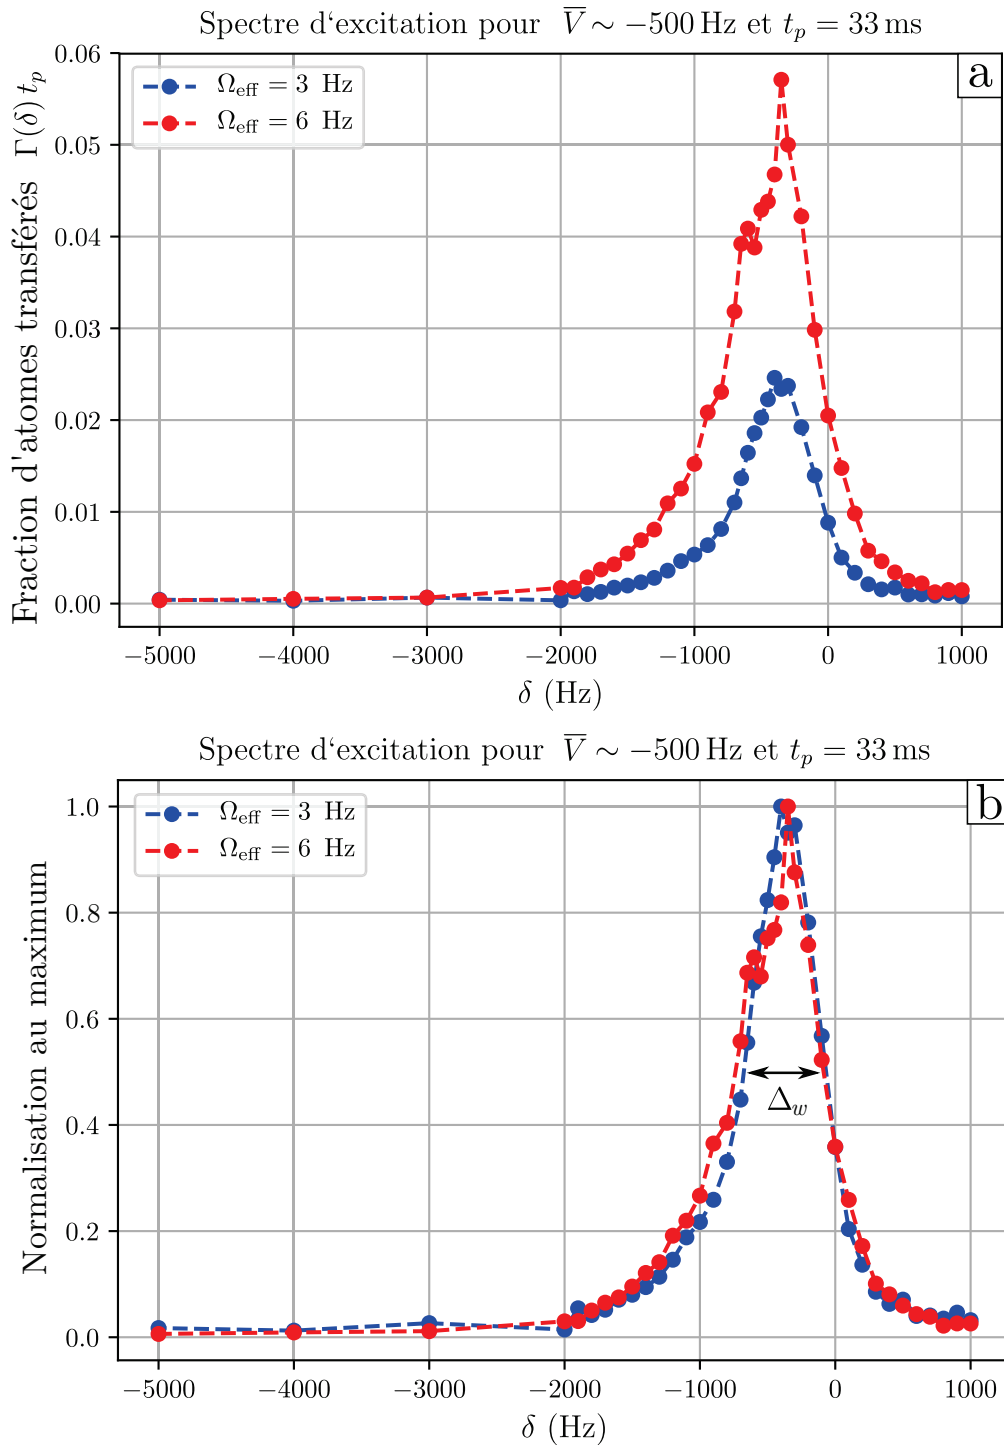 Spectre d‘excitation pour V̅ ∼ −500 Hz et tₚ = 33 ms
a
Ω_eff = 3 Hz
Ω_eff = 6 Hz
0.06
0.05
0.04
0.03
0.02
0.01
0.00
Fraction d'atomes transférés Γ(δ) tₚ
−5000 −4000 −3000 −2000 −1000 0 1000
δ (Hz)
Spectre d‘excitation pour V̅ ∼ −500 Hz et tₚ = 33 ms
b
Ω_eff = 3 Hz
Ω_eff = 6 Hz
1.0
0.8
0.6
0.4
0.2
0.0
Normalisation au maximum
Δ_w
−5000 −4000 −3000 −2000 −1000 0 1000
δ (Hz)